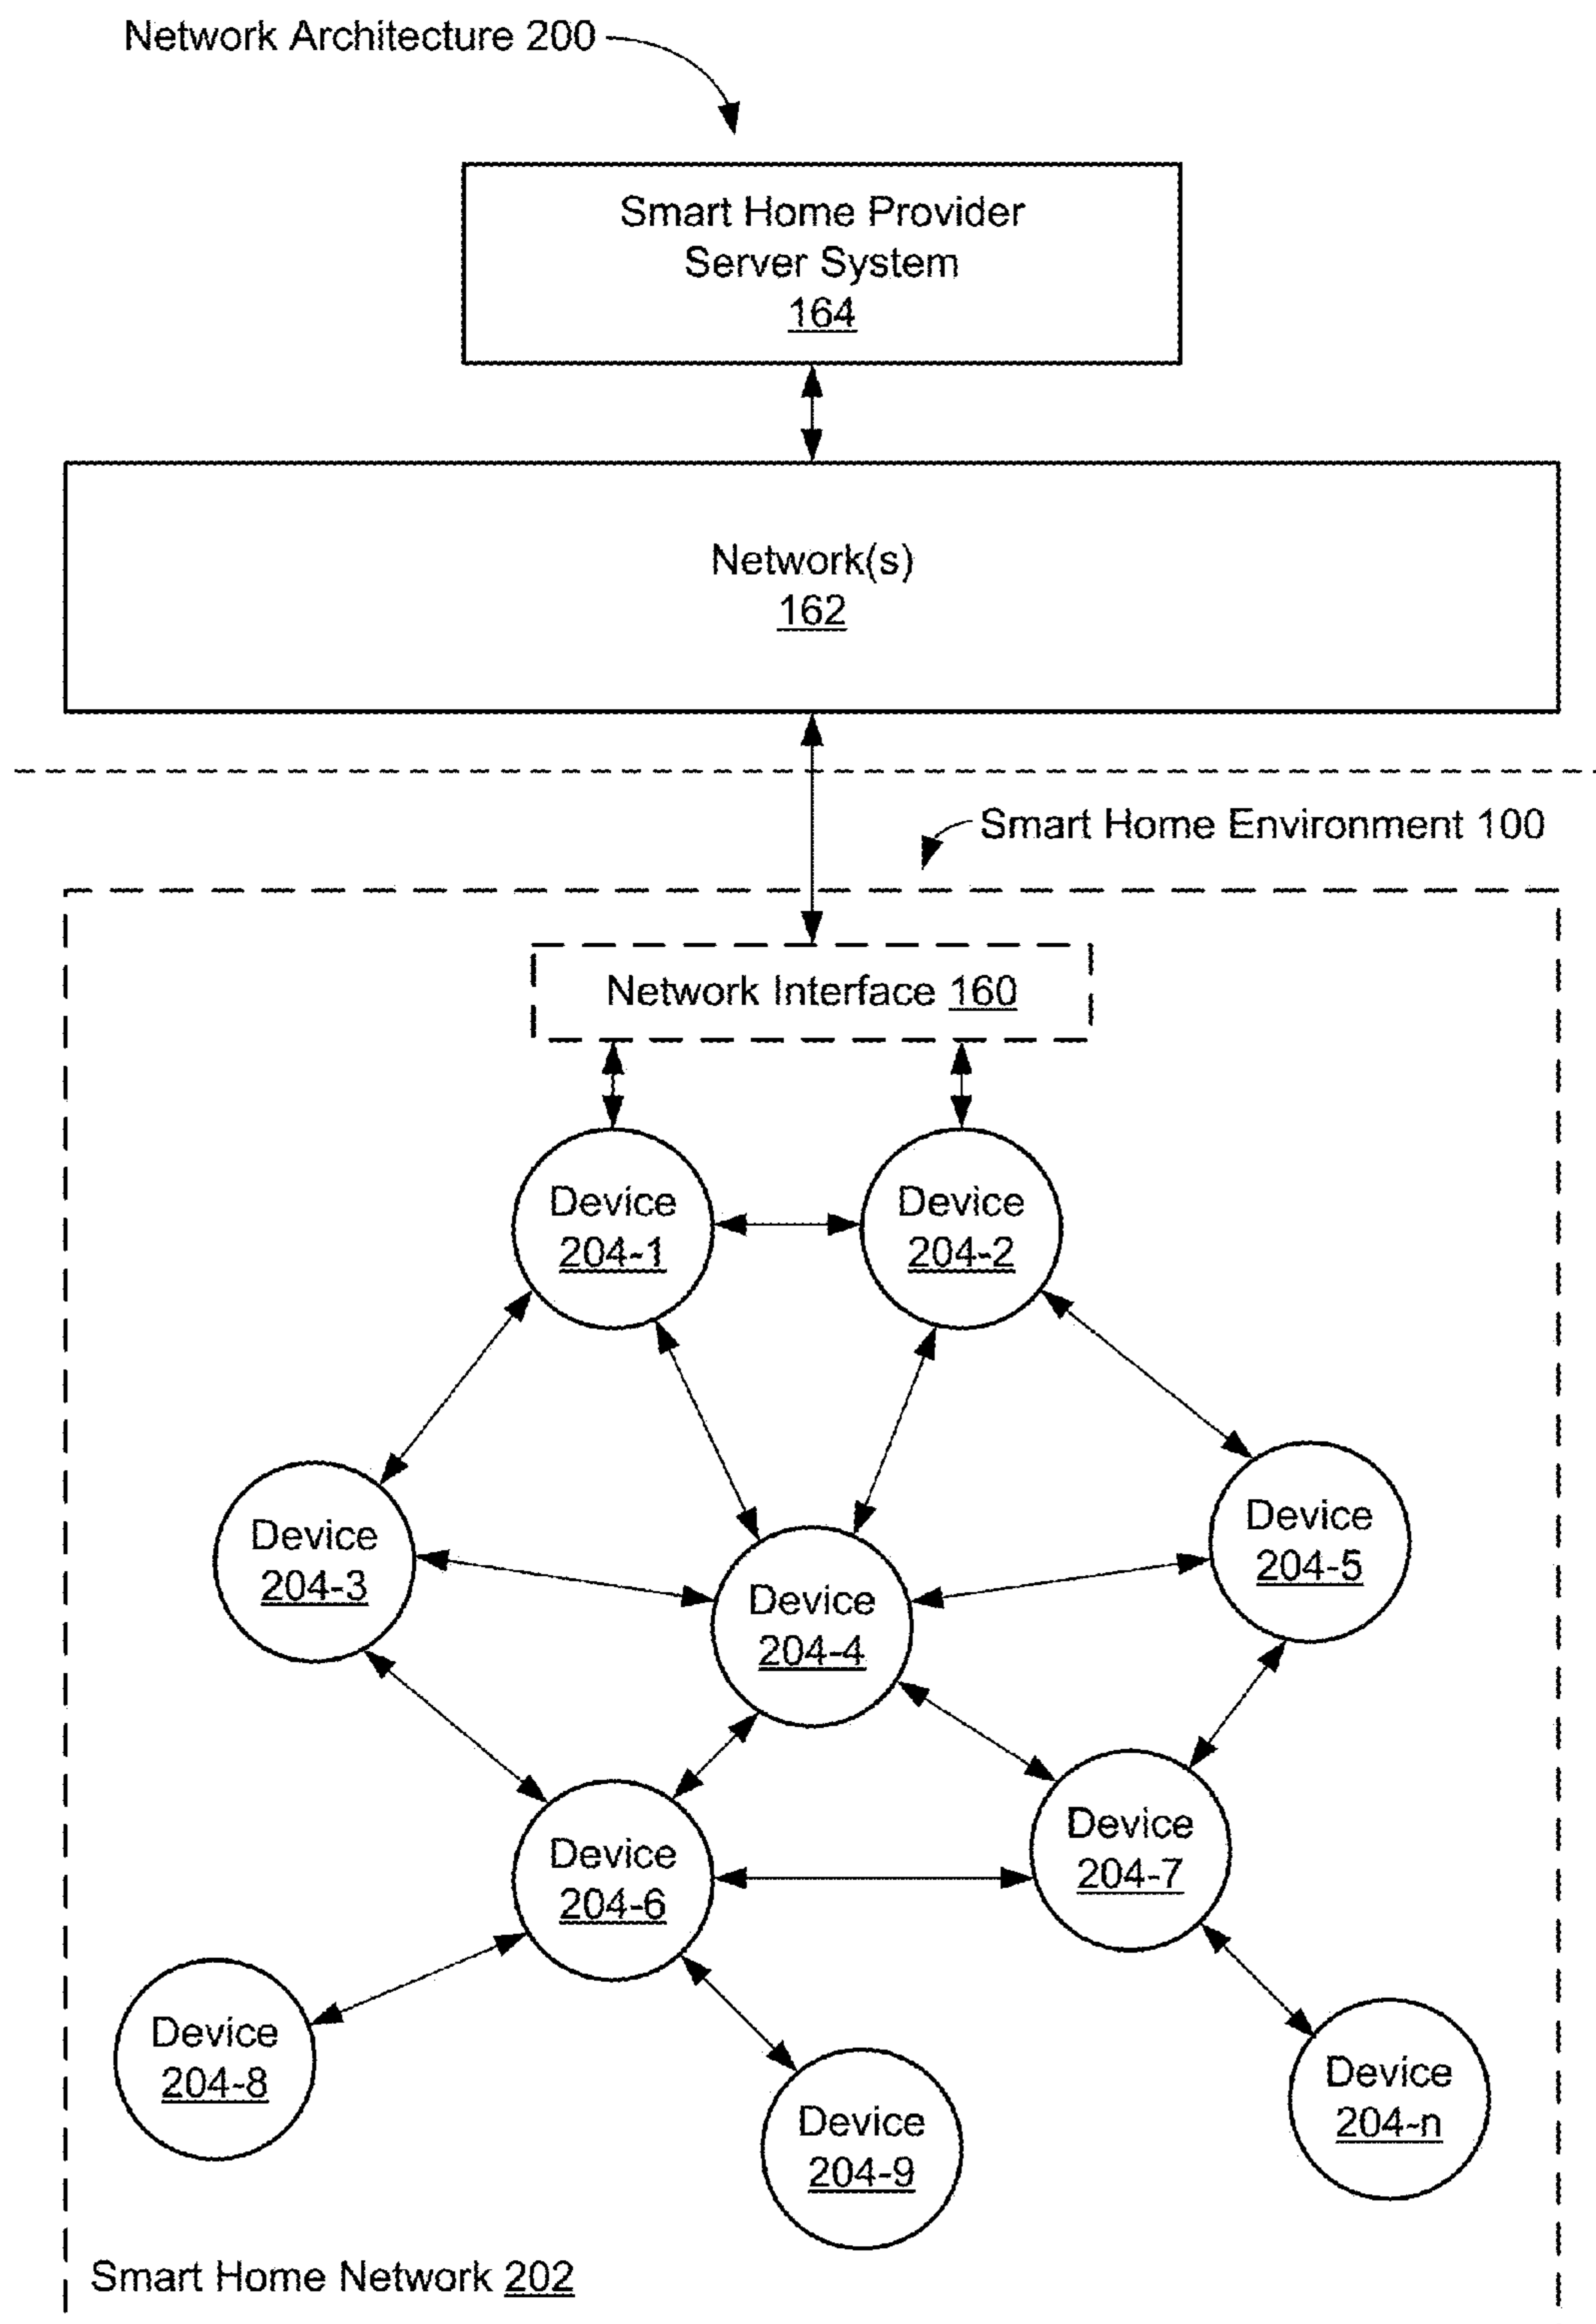 Network Architecture 200
Smart Home Provider
Server System
164
Network(s)
162
Smart Home Environment 100
Network Interface 160
Device
204-1
Device
204-2
Device
204-3
Device
204-4
Device
204-5
Device
204-6
Device
204-7
Device
204-8
Device
204-9
Device
204-n
Smart Home Network 202